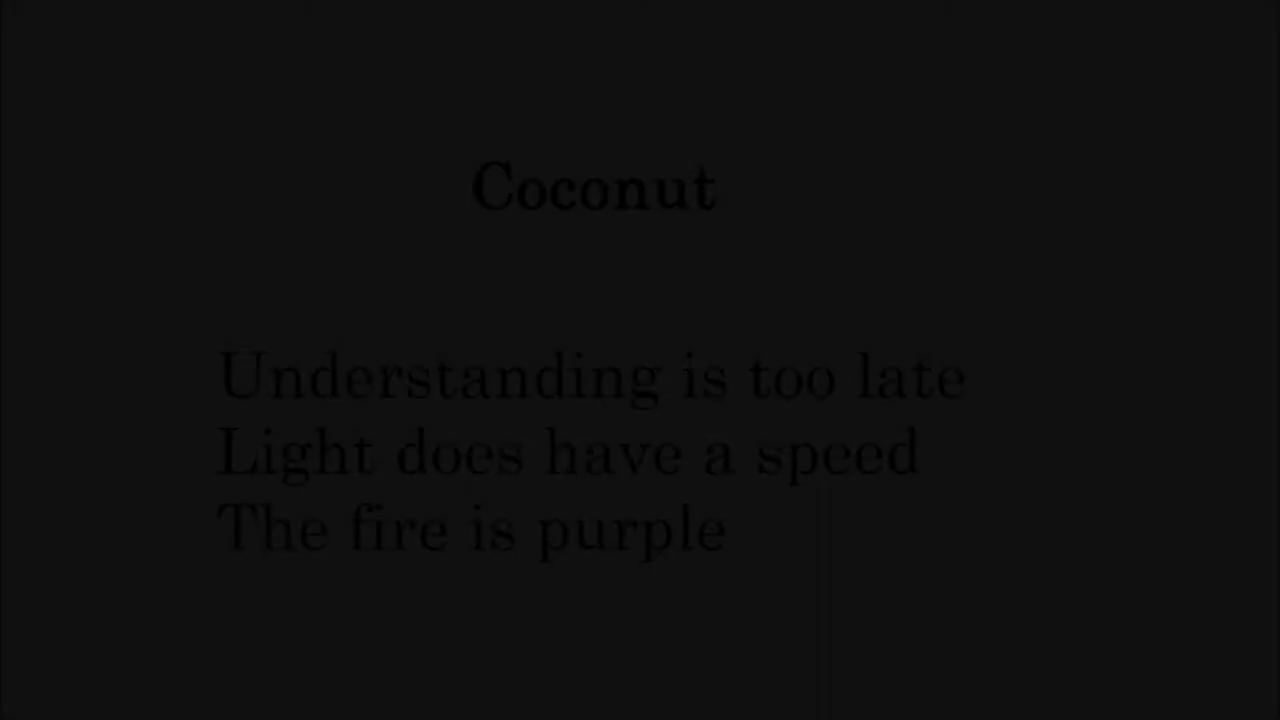 Coconut
Understanding is too late
Light does have a speed
The fire is purple